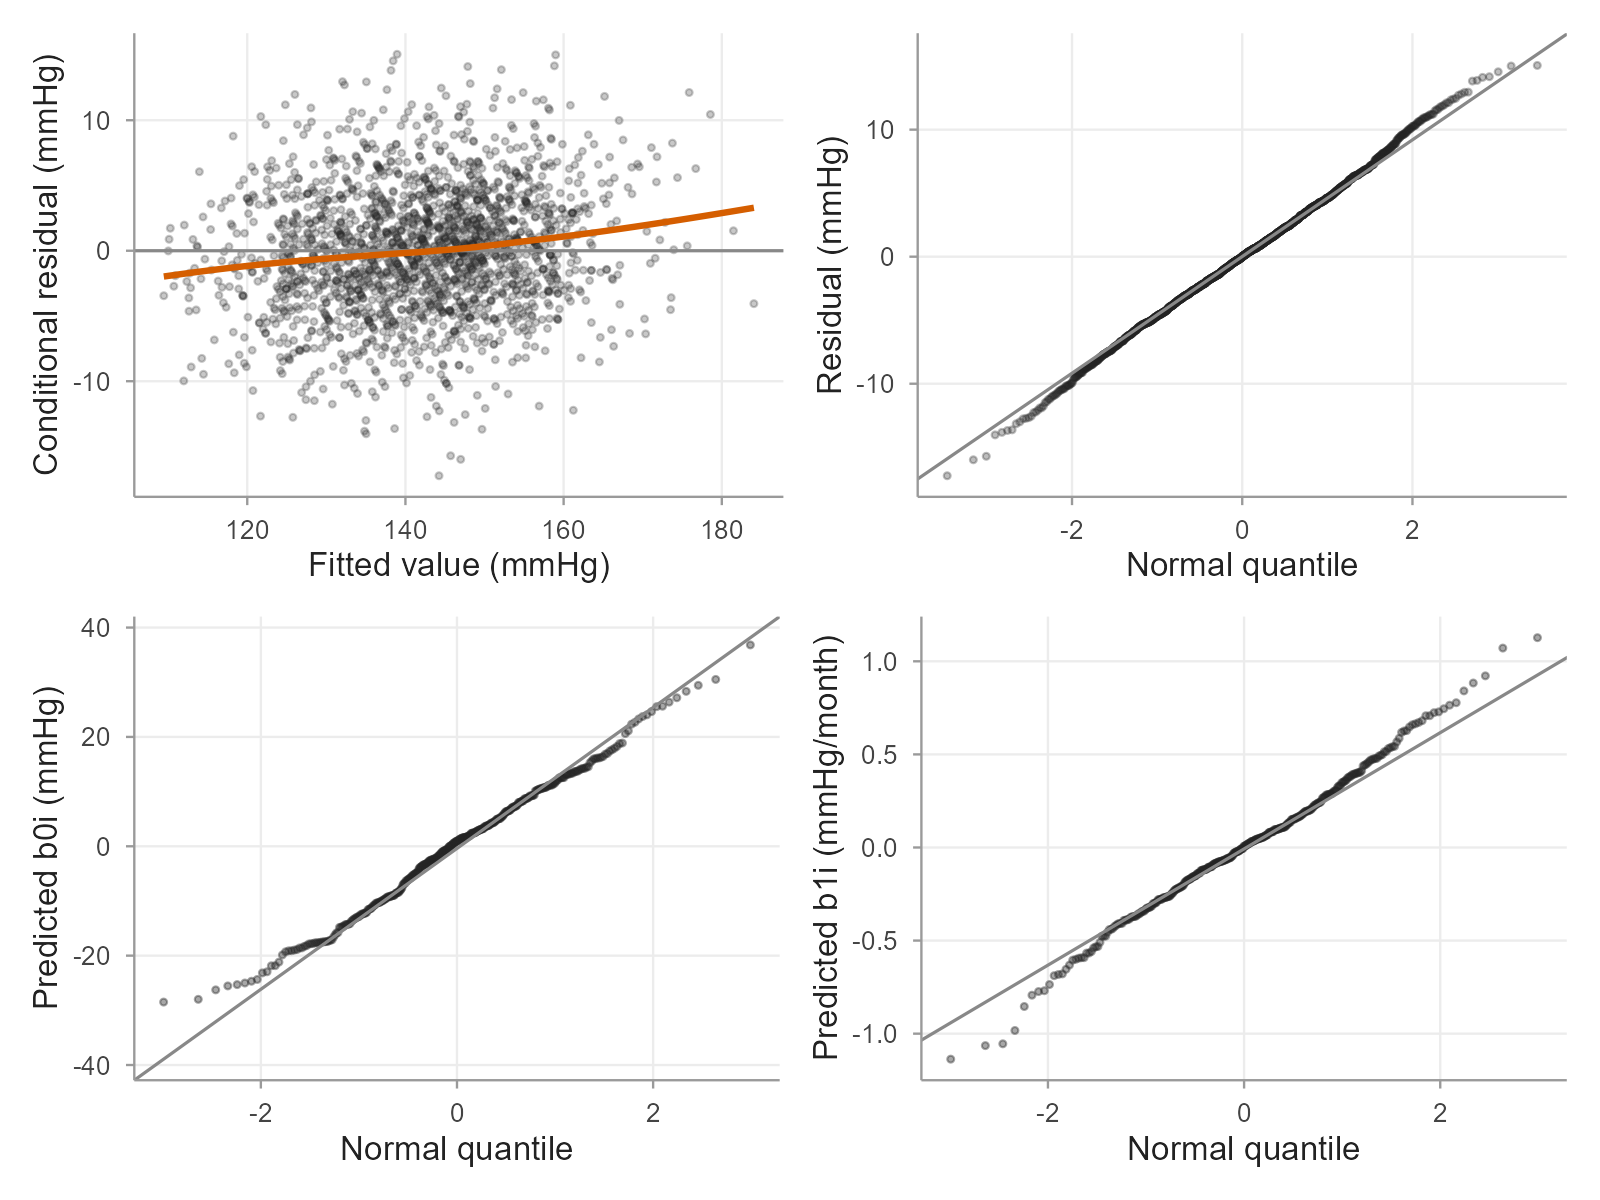 Conditional residual (mmHg)
10
0
-10
120 140 160 180
Fitted value (mmHg)
Residual (mmHg)
10
0
-10
-2 0 2
Normal quantile
Predicted b0i (mmHg)
40
20
0
-20
-40
-2 0 2
Normal quantile
Predicted b1i (mmHg/month)
1.0
0.5
0.0
-0.5
-1.0
-2 0 2
Normal quantile